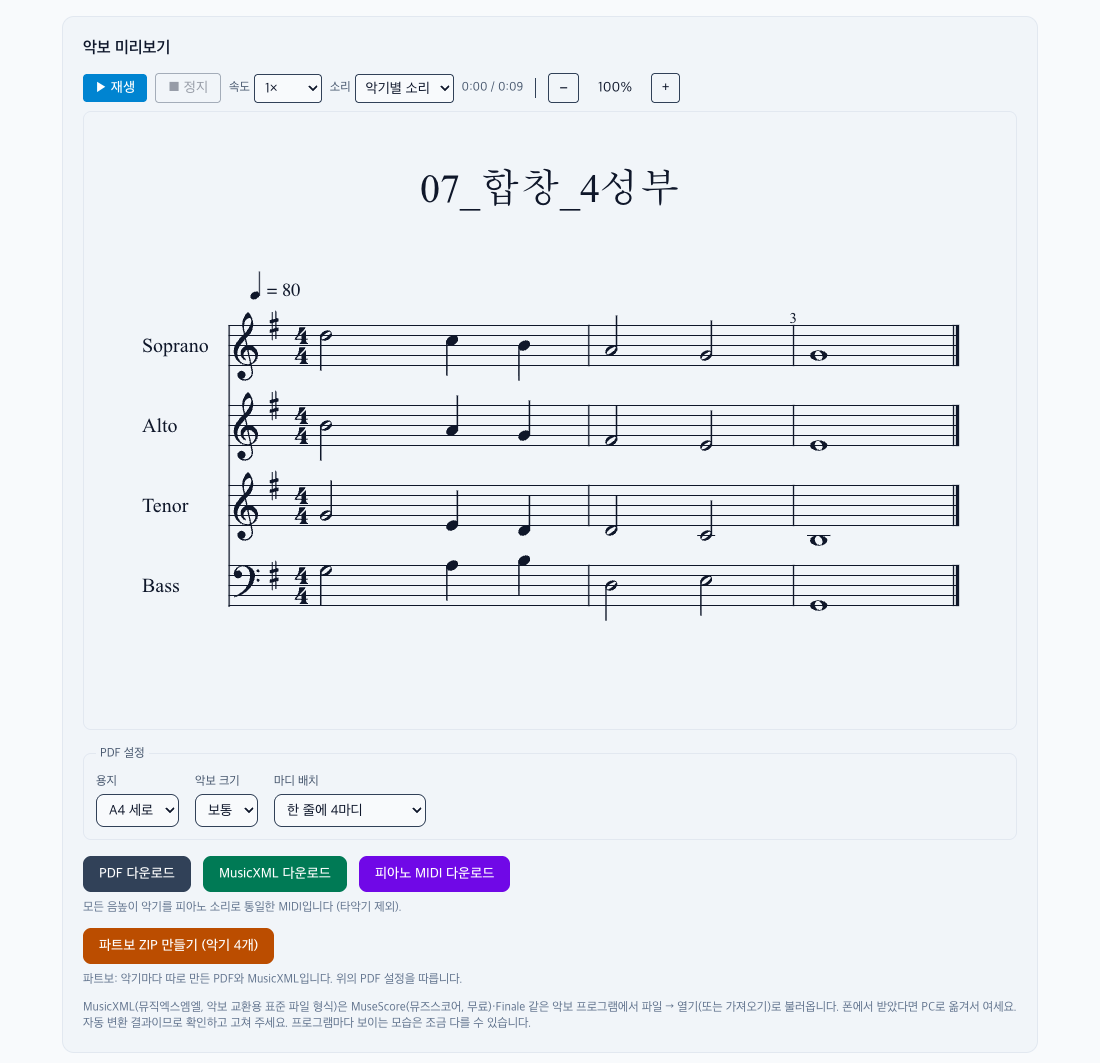 악보 미리보기
▶ 재생 ■ 정지 속도 1× 소리 악기별 소리 0:00 / 0:09 − 100% +
07_합창_4성부
= 80
3
Soprano
Alto
Tenor
Bass
PDF 설정
용지 악보 크기 마디 배치
A4 세로 보통 한 줄에 4마디
PDF 다운로드 MusicXML 다운로드 피아노 MIDI 다운로드
모든 음높이 악기를 피아노 소리로 통일한 MIDI입니다 (타악기 제외).
파트보 ZIP 만들기 (악기 4개)
파트보: 악기마다 따로 만든 PDF와 MusicXML입니다. 위의 PDF 설정을 따릅니다.
MusicXML(뮤직엑스엠엘, 악보 교환용 표준 파일 형식)은 MuseScore(뮤즈스코어, 무료)·Finale 같은 악보 프로그램에서 파일 → 열기(또는 가져오기)로 불러옵니다. 폰에서 받았다면 PC로 옮겨서 여세요.
자동 변환 결과이므로 확인하고 고쳐 주세요. 프로그램마다 보이는 모습은 조금 다를 수 있습니다.